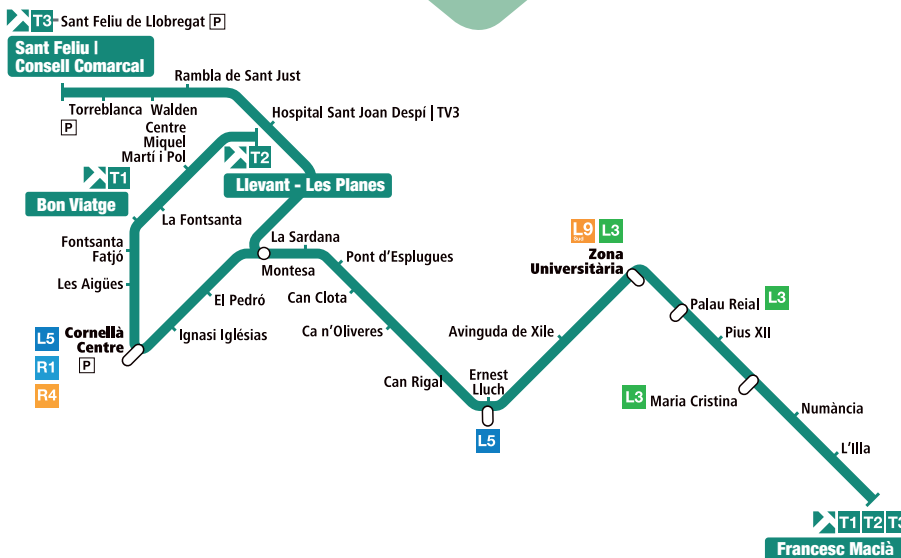 T3 Sant Feliu de Llobregat P
Sant Feliu |
Consell Comarcal
Rambla de Sant Just
Torreblanca
P
Walden
Hospital Sant Joan Despí | TV3
Centre
Miquel
Martí i Pol
T2
Llevant - Les Planes
T1
Bon Viatge
La Fontsanta
Fontsanta
Fatjó
Les Aigües
L5
R1
R4
Cornellà
Centre
P
Ignasi Iglésias
El Pedró
Montesa
La Sardana
Pont d'Esplugues
Can Clota
Ca n'Oliveres
Can Rigal
Ernest
Lluch
L5
Avinguda de Xile
L9 L3
Sud
Zona
Universitària
Palau Reial L3
Pius XII
L3 Maria Cristina
Numància
L'Illa
T1 T2 T3
Francesc Macià